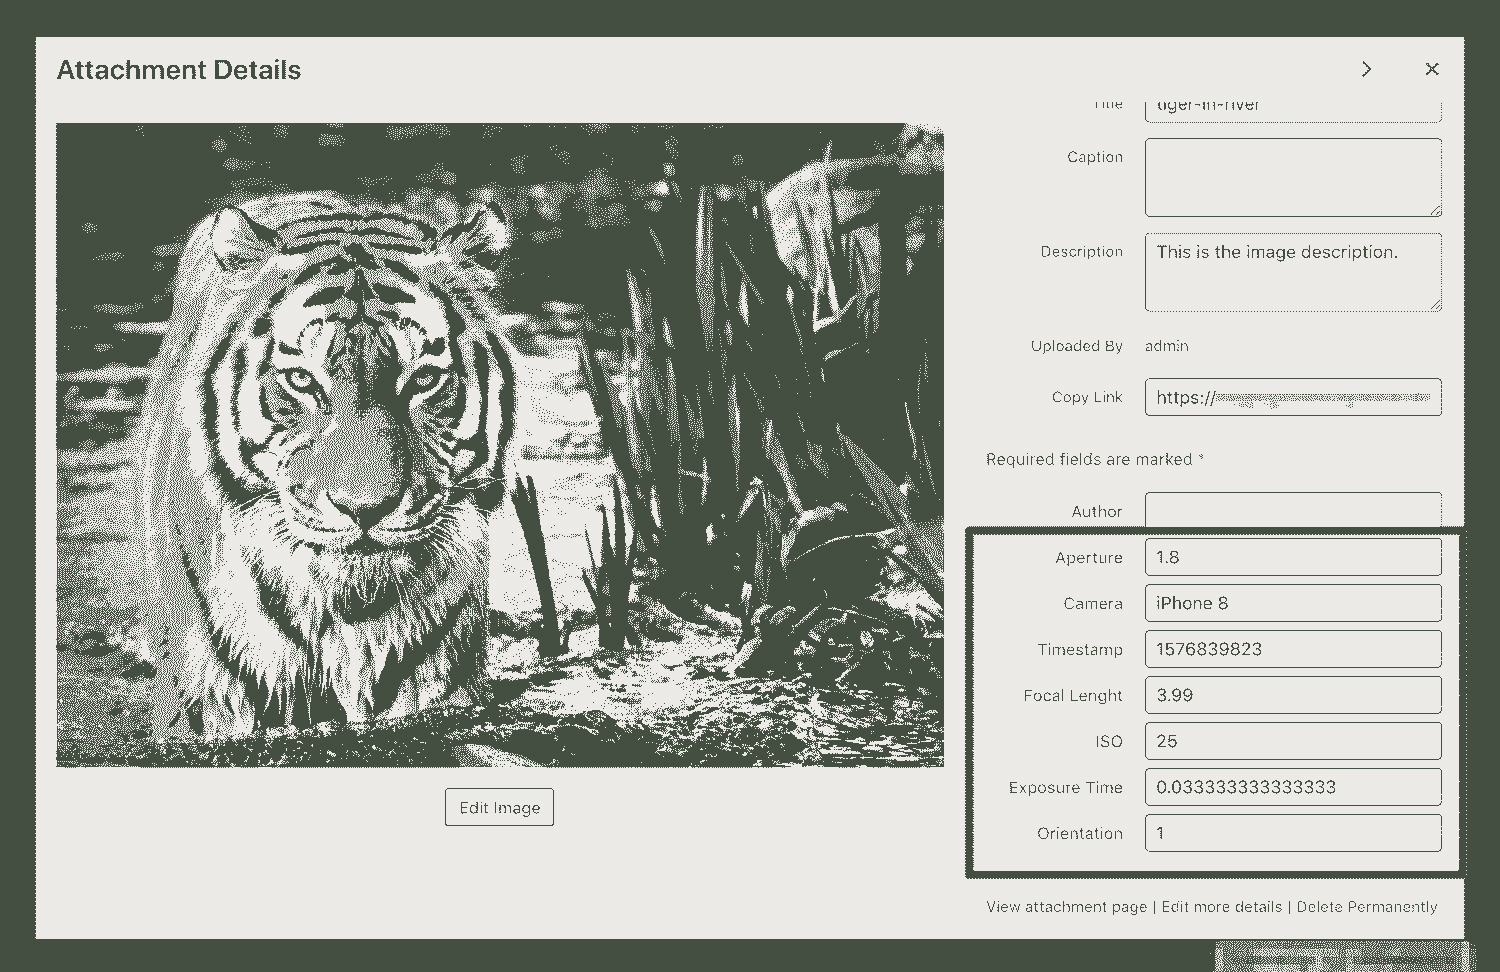 Attachment Details
Title tiger-in-river
Caption
Description This is the image description.
Uploaded By admin
Copy Link https://
Required fields are marked *
Author
Aperture 1.8
Camera iPhone 8
Timestamp 1576839823
Focal Lenght 3.99
ISO 25
Exposure Time 0.033333333333333
Orientation 1
Edit Image
View attachment page | Edit more details | Delete Permanently